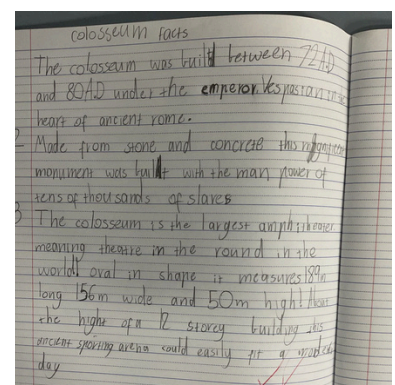 colosseum facts
The colosseum was build between 72AD
and 80AD under the emperor Vespasian in the
heart of ancient rome.
2 Made from stone and concrete this magnificent
monument was built with the man power of
tens of thousands of slaves
3 The colosseum is the largest amphitheater
meaning theatre in the round in the
world! oval in shape it measures 189m
long 156m wide and 50m high!
the hight of a 12 storey building this
ancient sporting arena could easily fit a modern
day